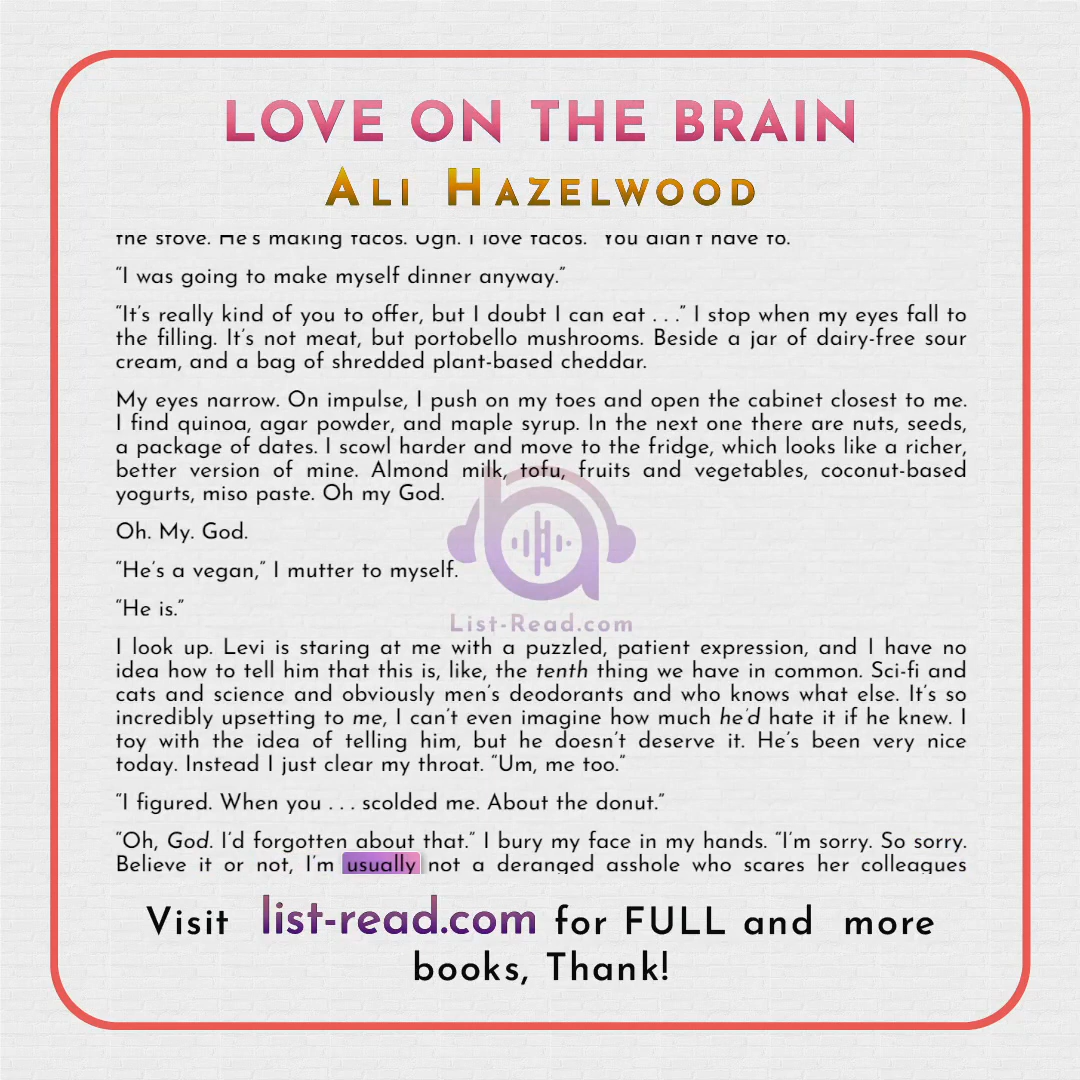 LOVE ON THE BRAIN
ALI HAZELWOOD
the stove. He's making tacos. Ugh. I love tacos. "You didn't have to.
“I was going to make myself dinner anyway.”
“It’s really kind of you to offer, but I doubt I can eat . . .” I stop when my eyes fall to
the filling. It’s not meat, but portobello mushrooms. Beside a jar of dairy-free sour
cream, and a bag of shredded plant-based cheddar.
My eyes narrow. On impulse, I push on my toes and open the cabinet closest to me.
I find quinoa, agar powder, and maple syrup. In the next one there are nuts, seeds,
a package of dates. I scowl harder and move to the fridge, which looks like a richer,
better version of mine. Almond milk, tofu, fruits and vegetables, coconut-based
yogurts, miso paste. Oh my God.
Oh. My. God.
“He’s a vegan,” I mutter to myself.
“He is.”
List-Read.com
I look up. Levi is staring at me with a puzzled, patient expression, and I have no
idea how to tell him that this is, like, the tenth thing we have in common. Sci-fi and
cats and science and obviously men’s deodorants and who knows what else. It’s so
incredibly upsetting to me, I can’t even imagine how much he’d hate it if he knew. I
toy with the idea of telling him, but he doesn’t deserve it. He’s been very nice
today. Instead I just clear my throat. “Um, me too.”
“I figured. When you . . . scolded me. About the donut.”
“Oh, God. I’d forgotten about that.” I bury my face in my hands. “I’m sorry. So sorry.
Believe it or not, I’m usually not a deranged asshole who scares her colleagues
Visit list-read.com for FULL and more
books, Thank!